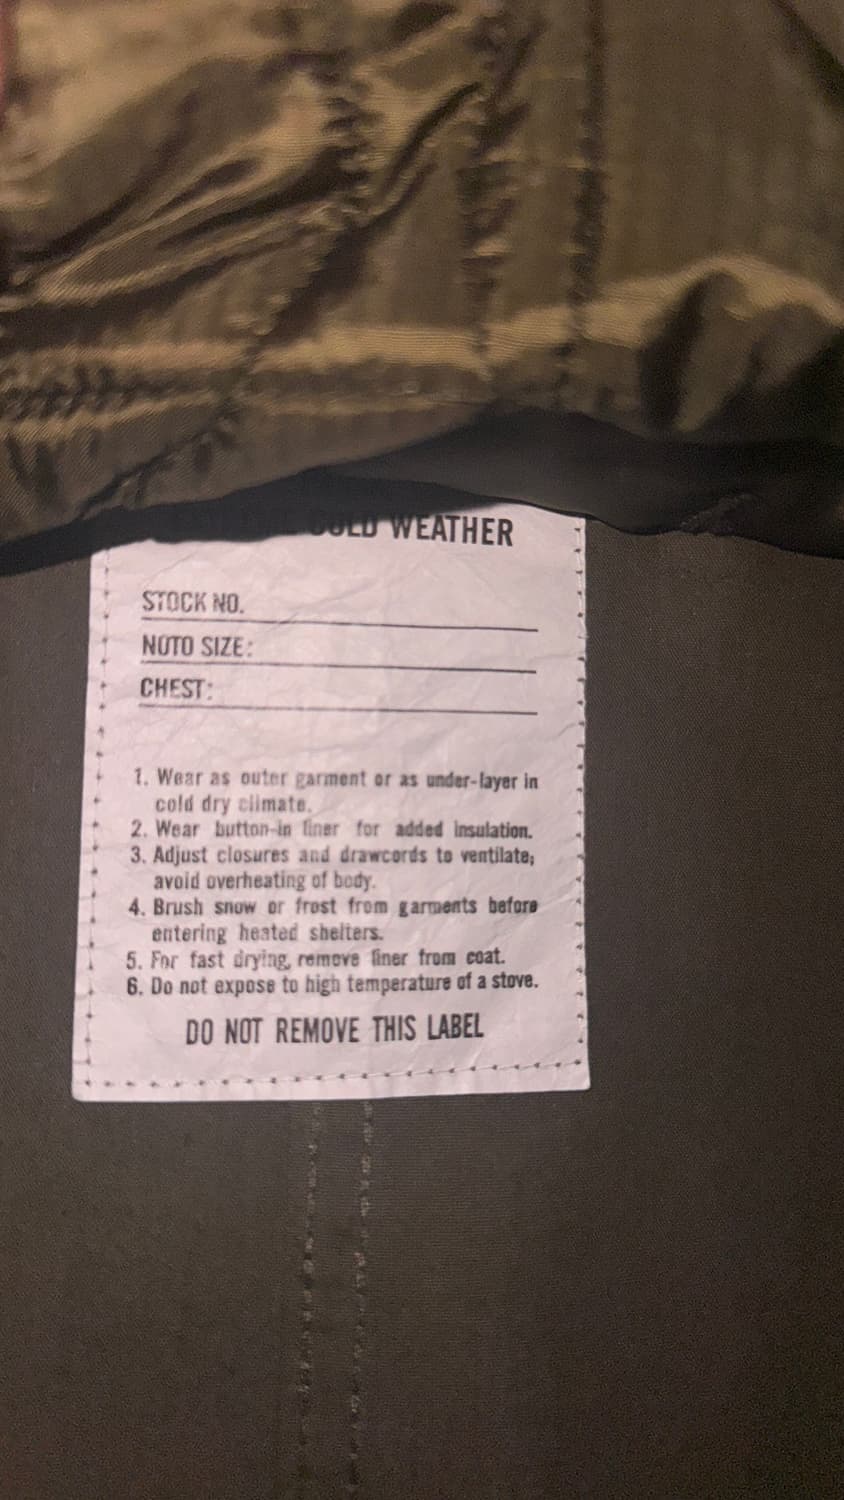 COLD WEATHER
STOCK NO.
NOTO SIZE:
CHEST:
1. Wear as outer garment or as under-layer in
cold dry climate.
2. Wear button-in liner for added insulation.
3. Adjust closures and drawcords to ventilate;
avoid overheating of body.
4. Brush snow or frost from garments before
entering heated shelters.
5. For fast drying, remove liner from coat.
6. Do not expose to high temperature of a stove.
DO NOT REMOVE THIS LABEL